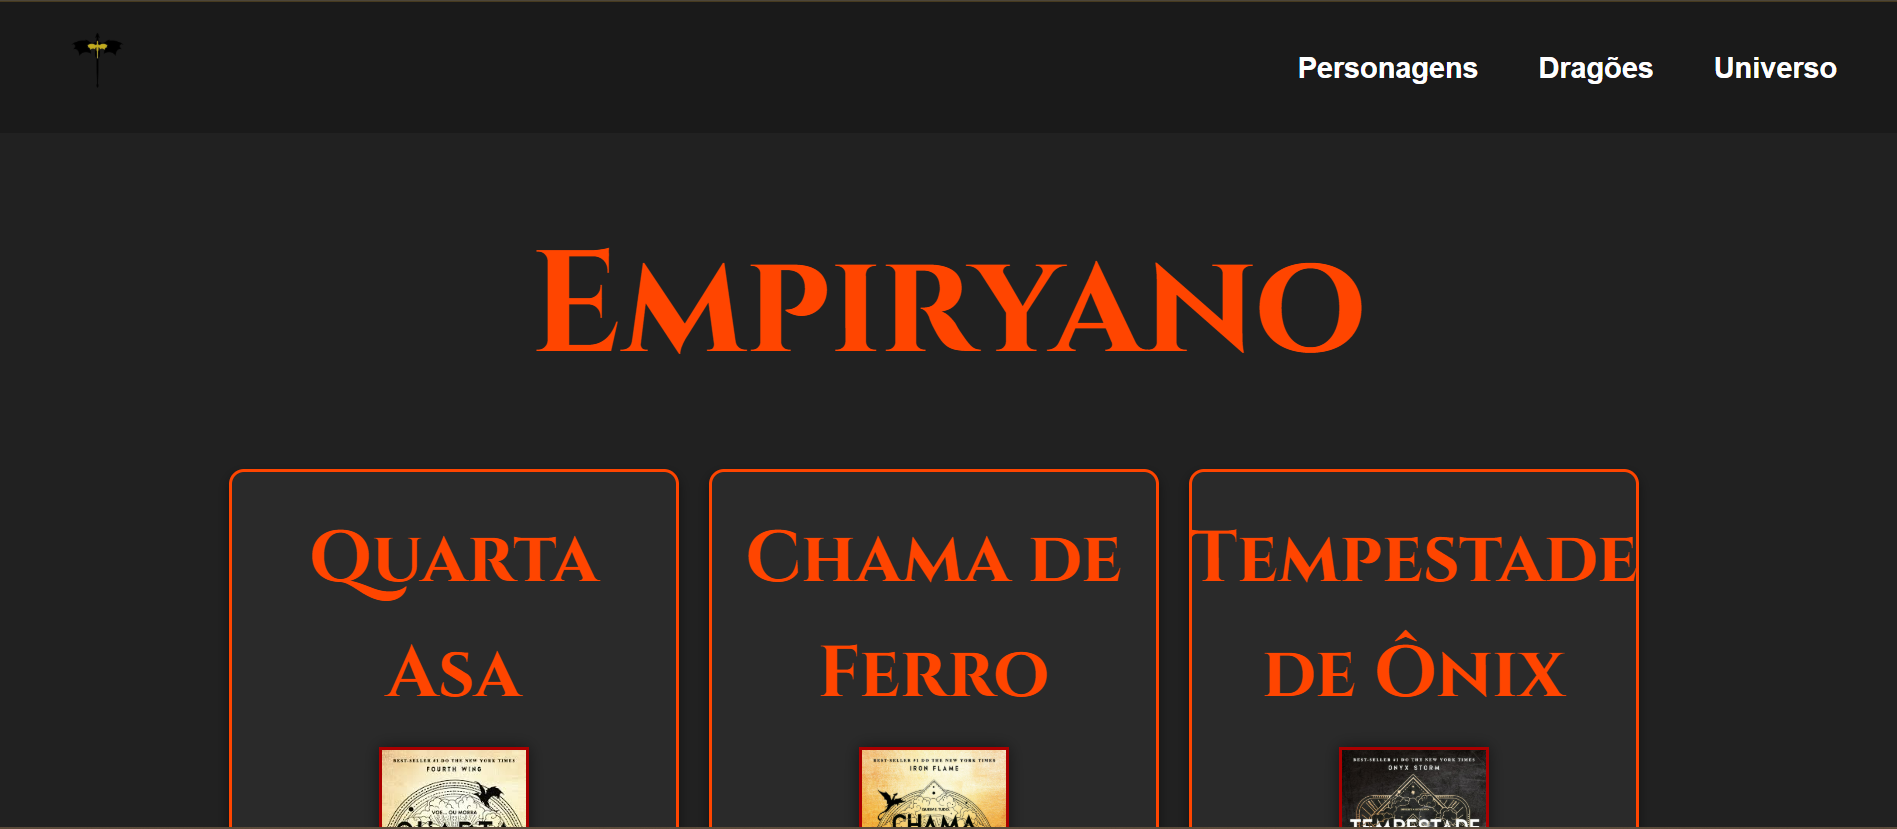 Personagens Dragões Universo
Empiryano
Quarta
Asa
Chama de
Ferro
Tempestade
de Ônix
BEST-SELLER #1 DO THE NEW YORK TIMES
FOURTH WING
QUARTA
BEST-SELLER #1 DO THE NEW YORK TIMES
IRON FLAME
CHAMA
BEST-SELLER #1 DO THE NEW YORK TIMES
ONYX STORM
TEMPESTADE